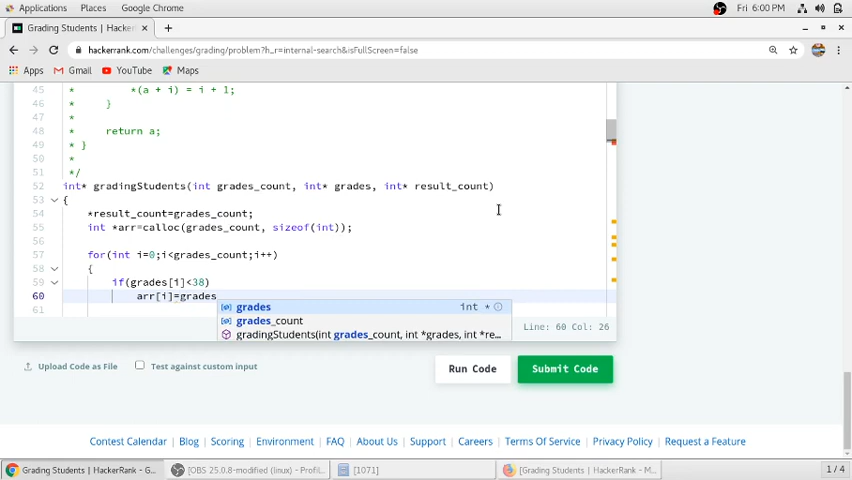 Applications Places Google Chrome Fri 6:00 PM
Grading Students | HackerRank
hackerrank.com/challenges/grading/problem?h_r=internal-search&isFullScreen=false
Apps Gmail YouTube Maps
45 * *(a + i) = i + 1;
46 * }
47 *
48 * return a;
49 * }
50 *
51 */
52 int* gradingStudents(int grades_count, int* grades, int* result_count)
53 {
54 *result_count=grades_count;
55 int *arr=calloc(grades_count, sizeof(int));
56
57 for(int i=0;i<grades_count;i++)
58 {
59 if(grades[i]<38)
60 arr[i]=grades
grades int *
61
grades_count
Line: 60 Col: 26
gradingStudents(int grades_count, int *grades, int *re...
Upload Code as File Test against custom input Run Code Submit Code
Contest Calendar | Blog | Scoring | Environment | FAQ | About Us | Support | Careers | Terms Of Service | Privacy Policy | Request a Feature
Grading Students | HackerRank - G... [OBS 25.0.8-modified (linux) - Profil... [1071] [Grading Students | HackerRank - M... 1 / 4